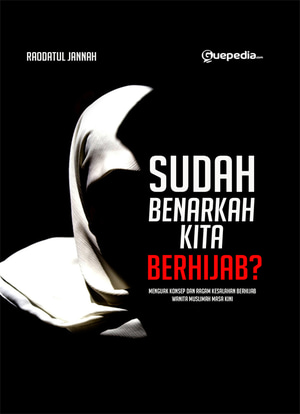 RAODATUL JANNAH
Guepedia.com
SUDAH
BENARKAH
KITA
BERHIJAB?
MENGUAK KONSEP DAN RAGAM KESALAHAN BERHIJAB
WANITA MUSLIMAH MASA KINI